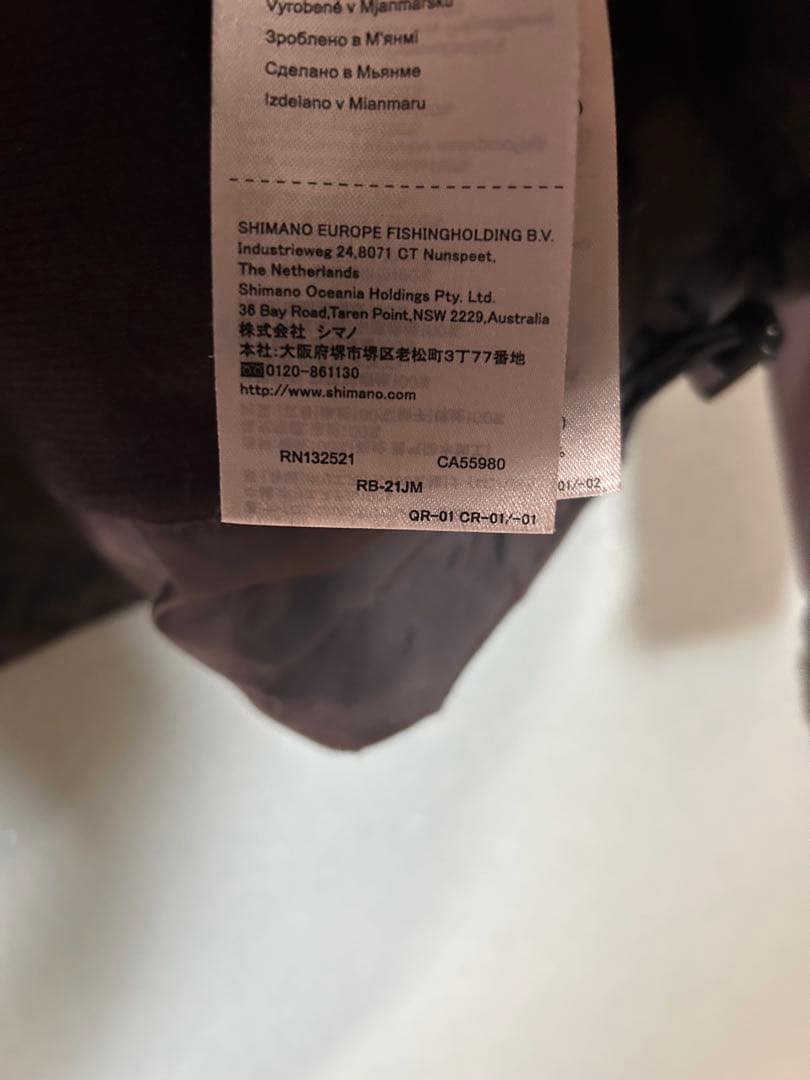 Vyrobené v Mjanmarsku
Зроблено в М'янмі
Сделано в Мьянме
Izdelano v Mianmaru
SHIMANO EUROPE FISHINGHOLDING B.V.
Industrieweg 24,8071 CT Nunspeet,
The Netherlands
Shimano Oceania Holdings Pty. Ltd.
36 Bay Road,Taren Point,NSW 2229,Australia
株式会社 シマノ
本社:大阪府堺市堺区老松町3丁77番地
0120-861130
http://www.shimano.com
RN132521 CA55980
RB-21JM
QR-01 CR-01/-01
01/-02